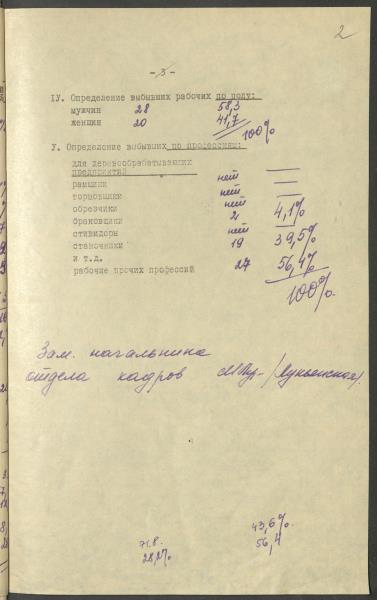 2
-3-
IУ. Определение выбывших рабочих по полу:
мужчин 28 58,3
женщин 20 41,7
100%
У. Определение выбывших по профессиям:
для деревообрабатывающих
предприятий
рамщики нет —
торцовщики нет —
обрезчики нет —
браковщики 2 4,1%
стивидоры нет —
станочники 19 39,5%
и т.д.
рабочие прочих профессий 27 56,4%
100%.
Зам. начальника
отдела кадров
71.8.
28,2%
43,6%.
56,4